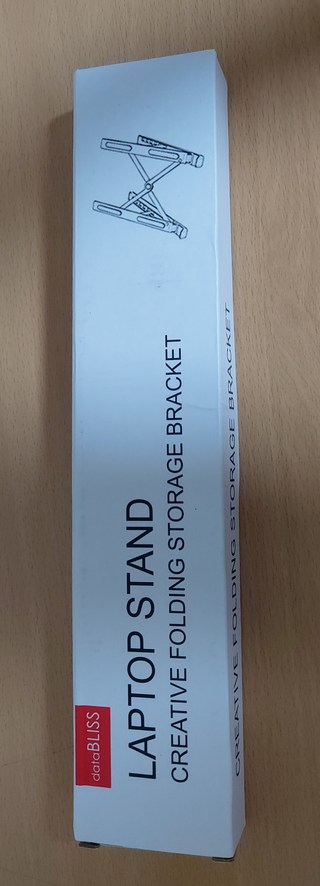 dataBLISS
LAPTOP STAND
CREATIVE FOLDING STORAGE BRACKET
CREATIVE FOLDING STORAGE BRACKET